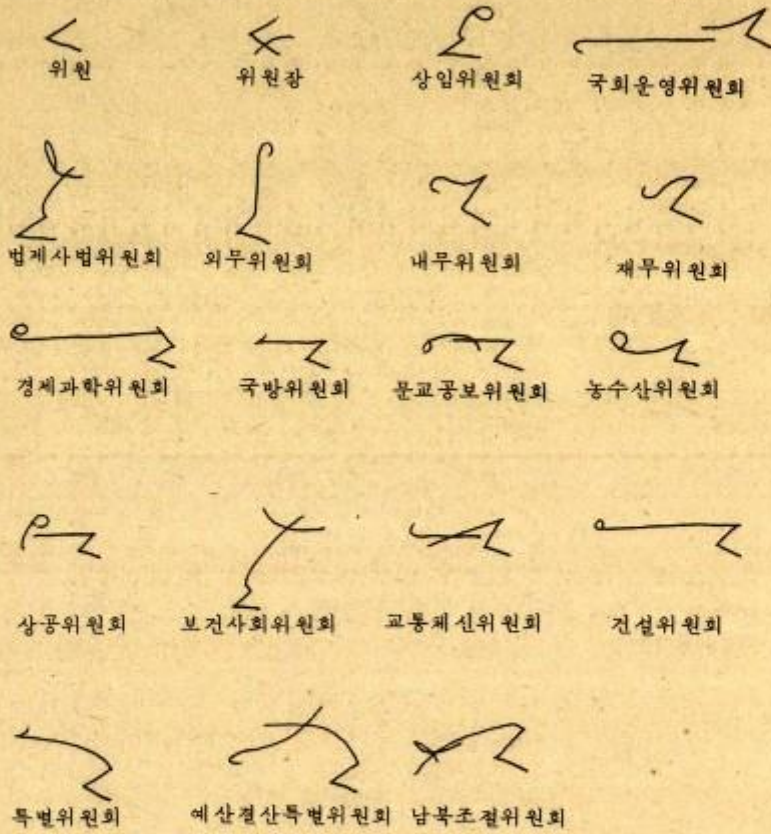 위원 위원장 상임위원회 국회운영위원회
법제사법위원회 외무위원회 내무위원회 재무위원회
경제과학위원회 국방위원회 문교공보위원회 농수산위원회
상공위원회 보건사회위원회 교통체신위원회 건설위원회
특별위원회 예산결산특별위원회 남북조절위원회